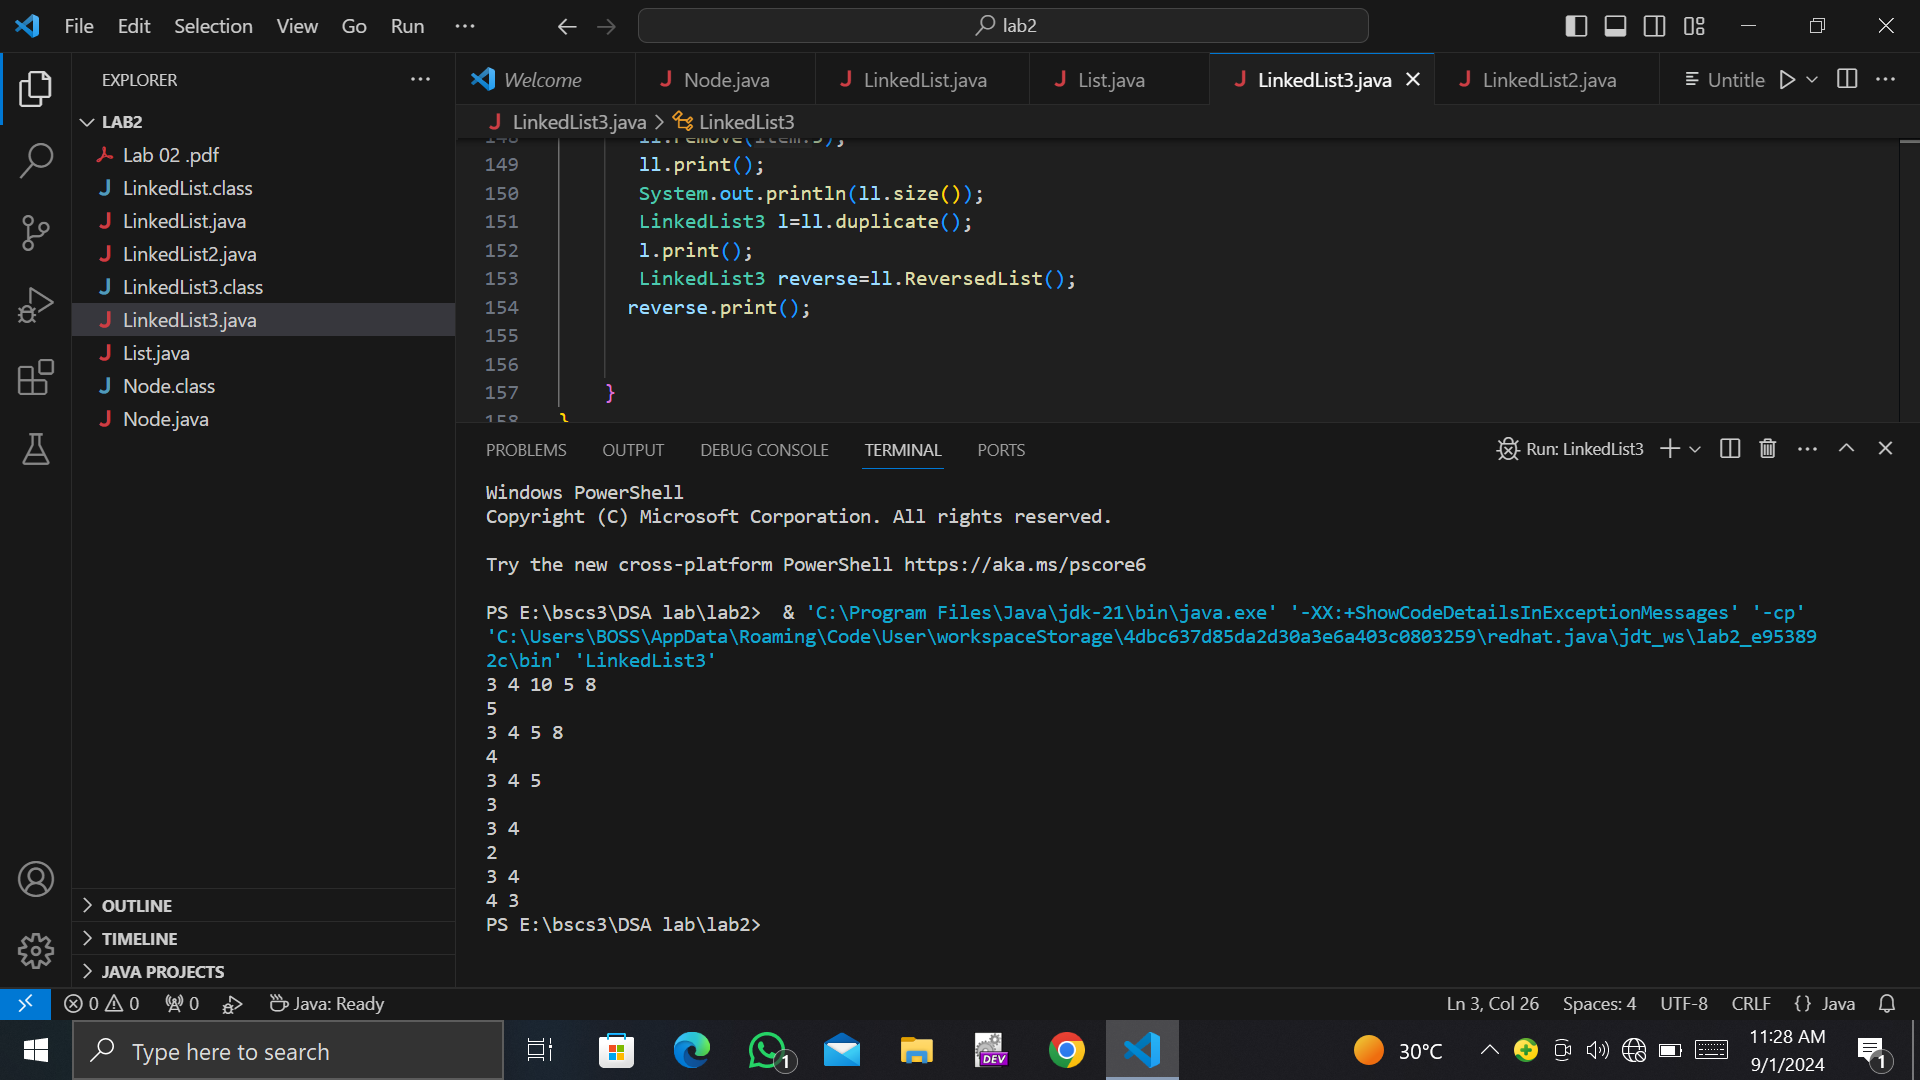 File Edit Selection View Go Run ···
lab2
EXPLORER
LAB2
Lab 02 .pdf
LinkedList.class
LinkedList.java
LinkedList2.java
LinkedList3.class
LinkedList3.java
List.java
Node.class
Node.java
OUTLINE
TIMELINE
JAVA PROJECTS
Welcome
Node.java
LinkedList.java
List.java
LinkedList3.java
LinkedList2.java
Untitle
LinkedList3.java > LinkedList3
148 ll.remove(item:5);
149 ll.print();
150 System.out.println(ll.size());
151 LinkedList3 l=ll.duplicate();
152 l.print();
153 LinkedList3 reverse=ll.ReversedList();
154 reverse.print();
155
156
157 }
158 }
PROBLEMS OUTPUT DEBUG CONSOLE TERMINAL PORTS
Run: LinkedList3
Windows PowerShell
Copyright (C) Microsoft Corporation. All rights reserved.
Try the new cross-platform PowerShell https://aka.ms/pscore6
PS E:\bscs3\DSA lab\lab2>  & 'C:\Program Files\Java\jdk-21\bin\java.exe' '-XX:+ShowCodeDetailsInExceptionMessages' '-cp'
'C:\Users\BOSS\AppData\Roaming\Code\User\workspaceStorage\4dbc637d85da2d30a3e6a403c0803259\redhat.java\jdt_ws\lab2_e95389
2c\bin' 'LinkedList3'
3 4 10 5 8
5
3 4 5 8
4
3 4 5
3
3 4
2
3 4
4 3
PS E:\bscs3\DSA lab\lab2>
0 0 0 Java: Ready
Ln 3, Col 26 Spaces: 4 UTF-8 CRLF {} Java
Type here to search
1
DEV
30°C
11:28 AM
9/1/2024
1